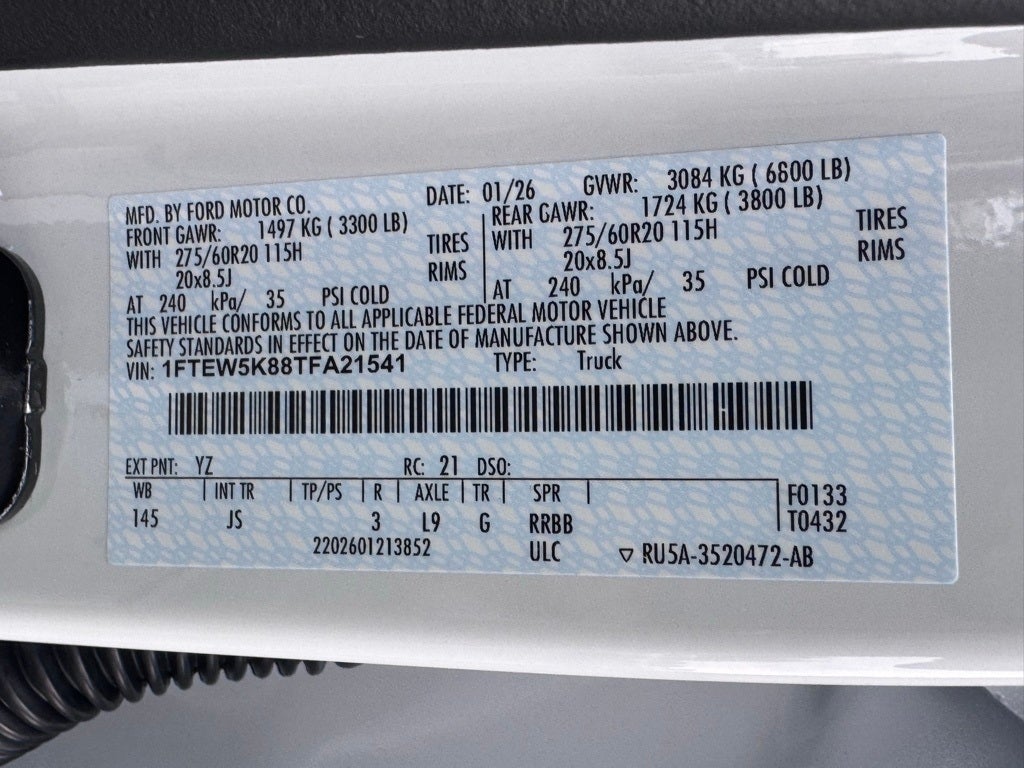 MFD. BY FORD MOTOR CO. DATE: 01/26 GVWR: 3084 KG ( 6800 LB)
FRONT GAWR: 1497 KG ( 3300 LB) REAR GAWR: 1724 KG ( 3800 LB)
WITH 275/60R20 115H TIRES WITH 275/60R20 115H TIRES
20x8.5J RIMS 20x8.5J RIMS
AT 240 kPa/ 35 PSI COLD AT 240 kPa/ 35 PSI COLD
THIS VEHICLE CONFORMS TO ALL APPLICABLE FEDERAL MOTOR VEHICLE
SAFETY STANDARDS IN EFFECT ON THE DATE OF MANUFACTURE SHOWN ABOVE.
VIN: 1FTEW5K88TFA21541 TYPE: Truck
EXT PNT: YZ RC: 21 DSO:
WB INT TR TP/PS R AXLE TR SPR F0133
145 JS 3 L9 G RRBB T0432
2202601213852 ULC RU5A-3520472-AB